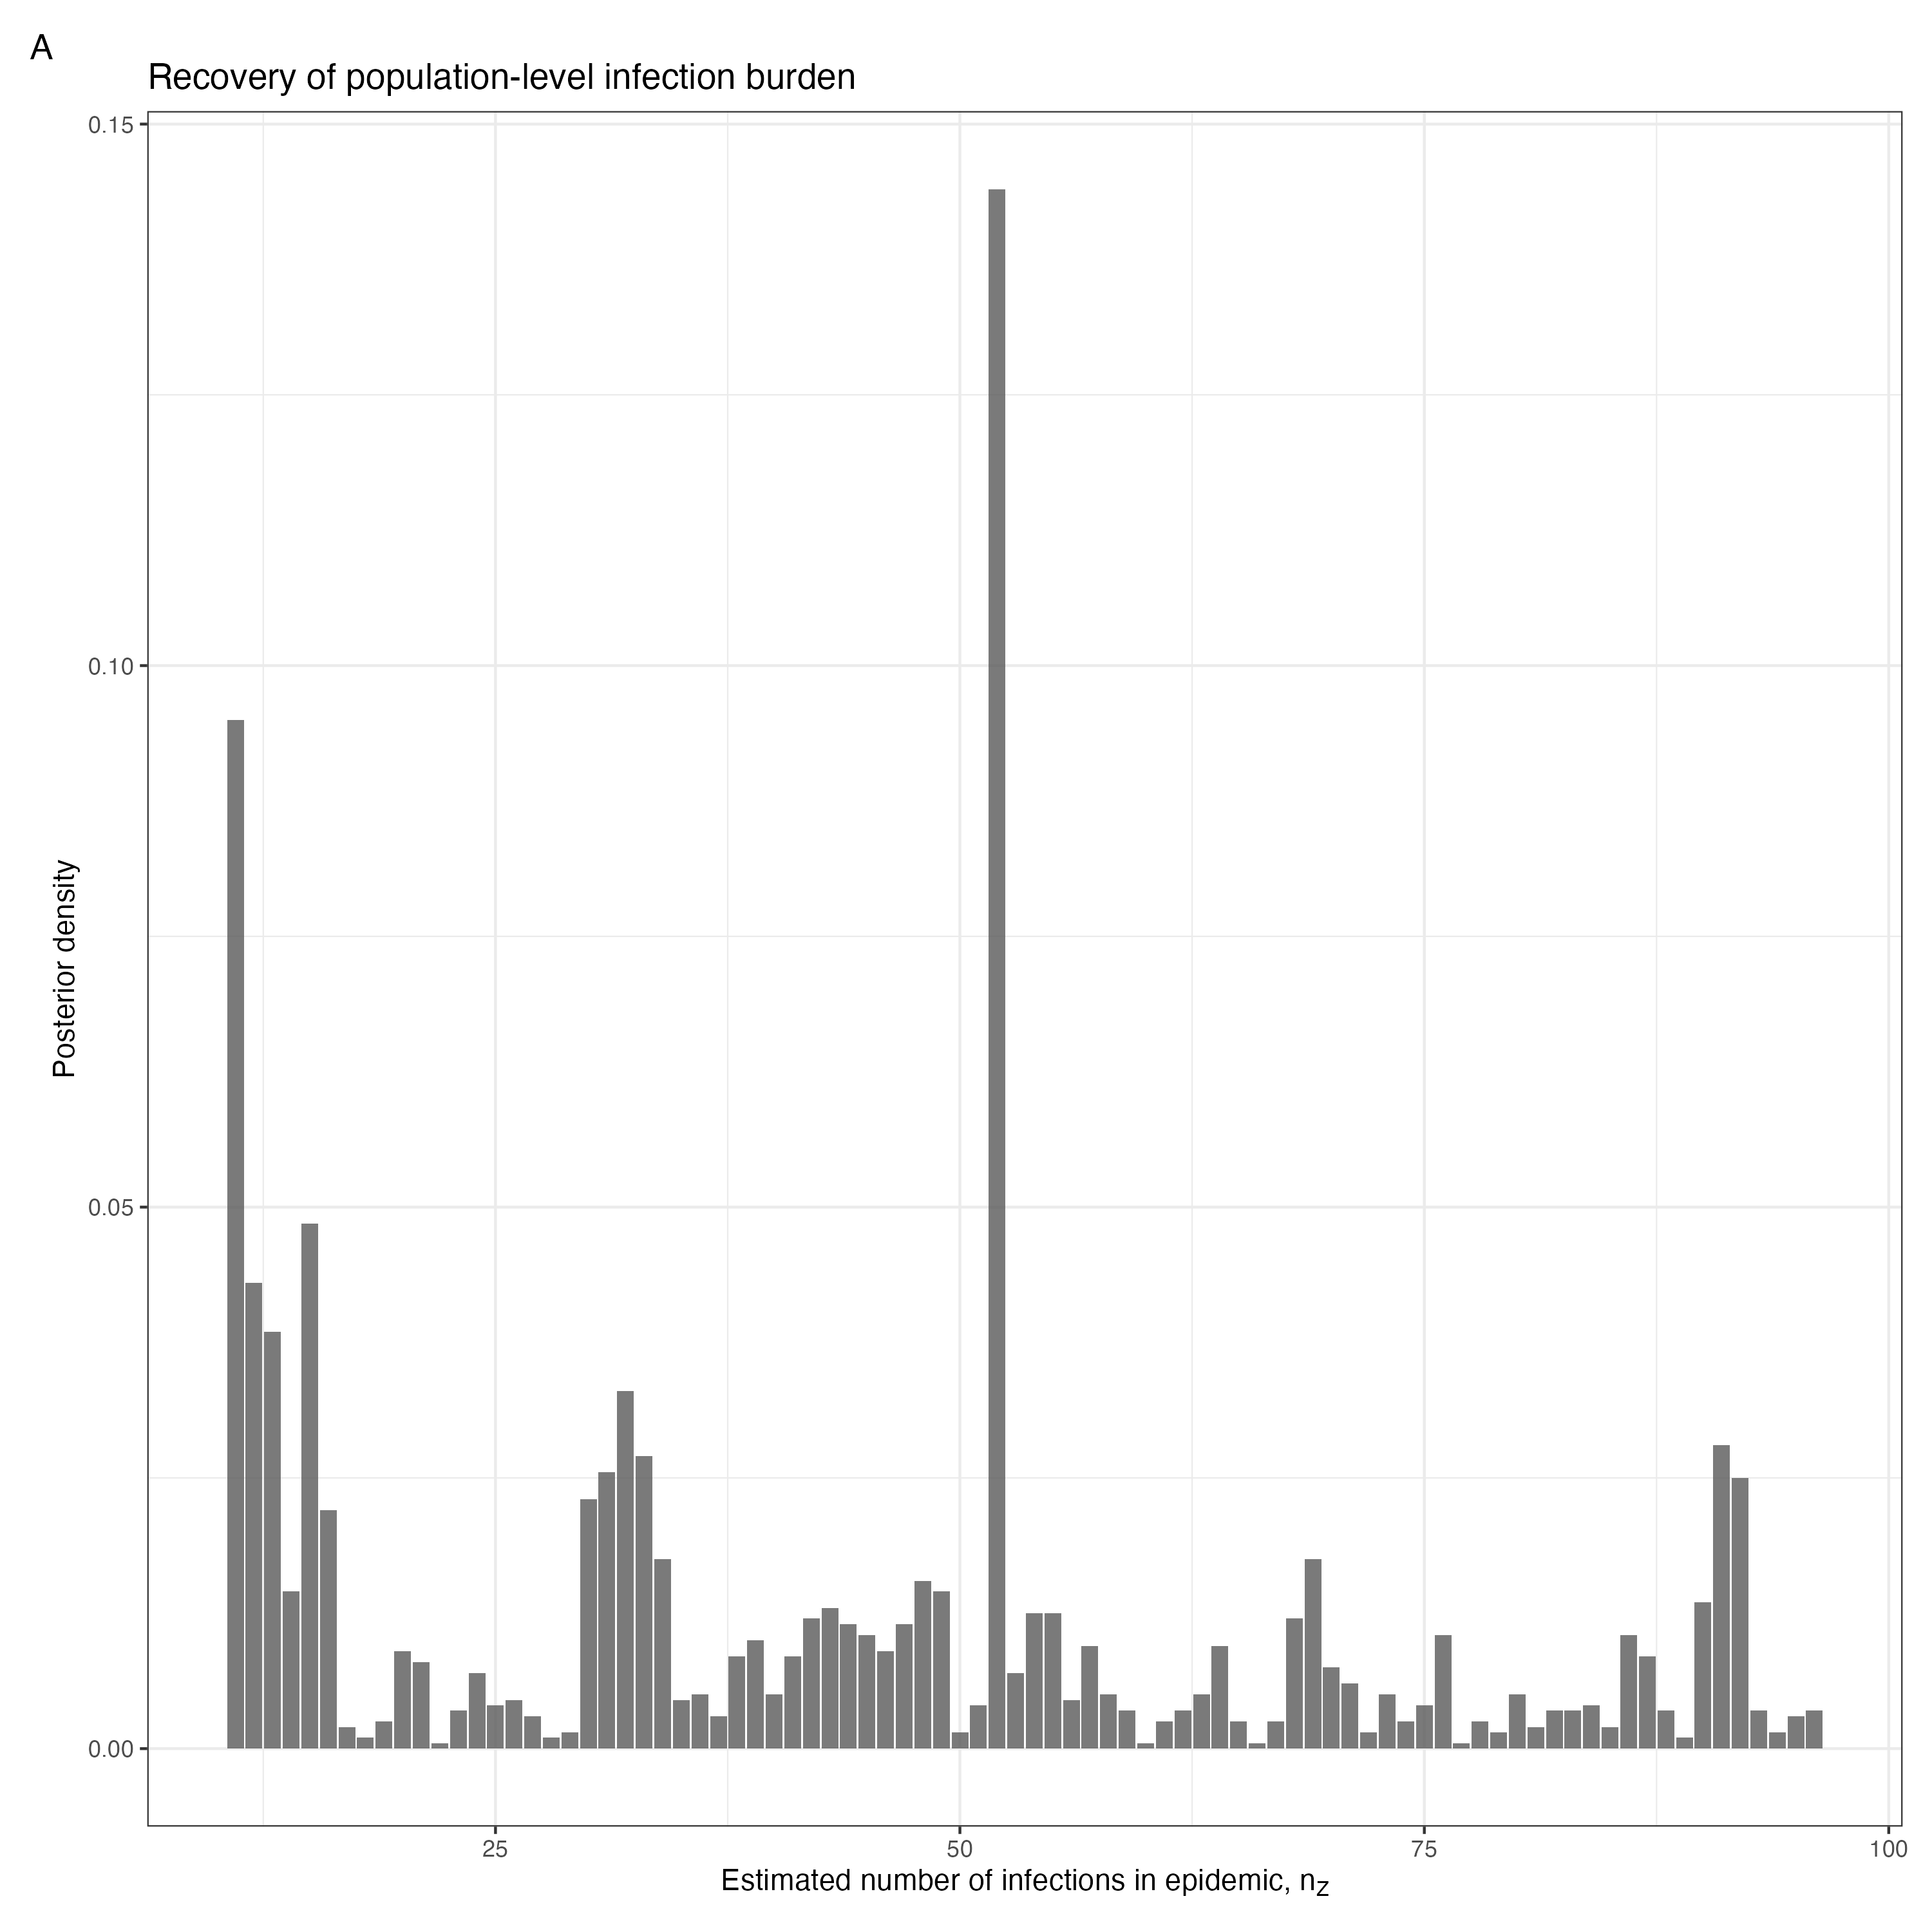 A
Recovery of population-level infection burden
0.15
0.10
0.05
0.00
Posterior density
25 50 75 100
Estimated number of infections in epidemic, nZ